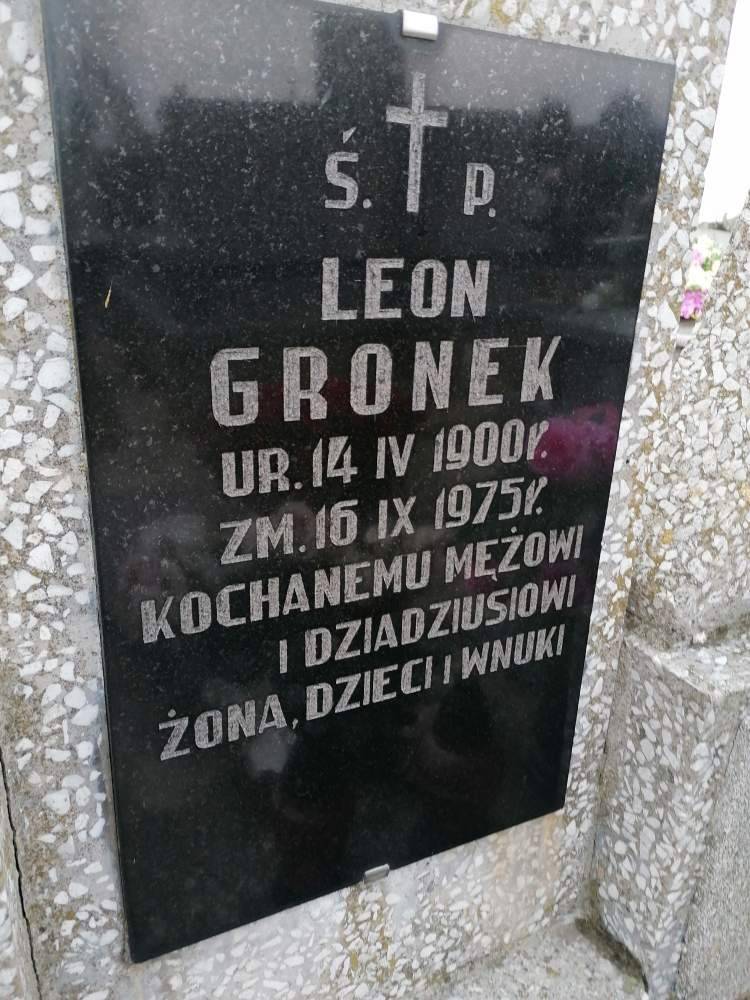 Ś. P.
LEON
GRONEK
UR. 14 IV 1900r.
ZM. 16 IX 1975r.
KOCHANEMU MĘŻOWI
I DZIADZIUSIOWI
ŻONA, DZIECI I WNUKI